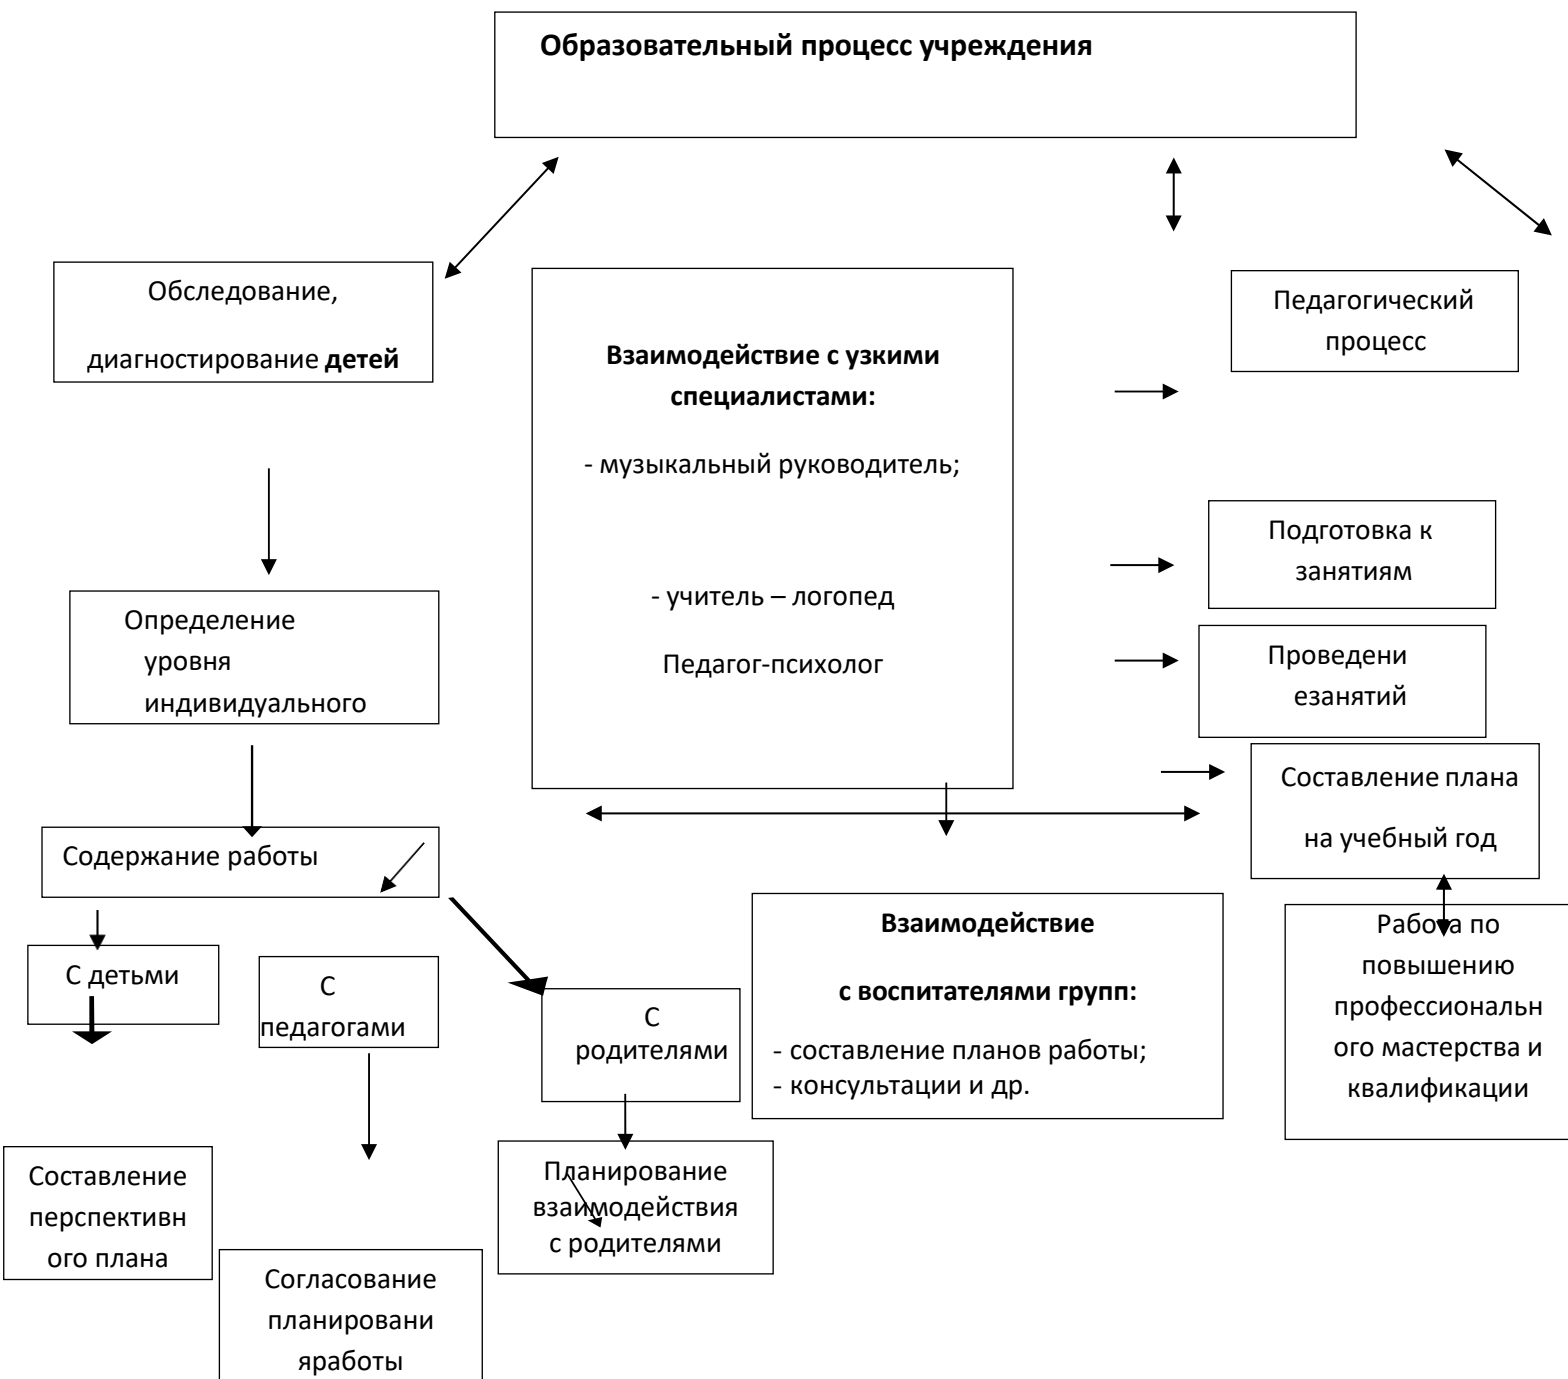 Образовательный процесс учреждения
Обследование,
диагностирование детей
Взаимодействие с узкими
специалистами:
- музыкальный руководитель;
- учитель – логопед
Педагог-психолог
Педагогический
процесс
Подготовка к
занятиям
Проведени
езанятий
Составление плана
на учебный год
Работа по
повышению
профессиональн
ого мастерства и
квалификации
Определение
уровня
индивидуального
Содержание работы
С детьми
С
педагогами
С
родителями
Взаимодействие
с воспитателями групп:
- составление планов работы;
- консультации и др.
Составление
перспективн
ого плана
Согласование
планировани
яработы
Планирование
взаимодействия
с родителями